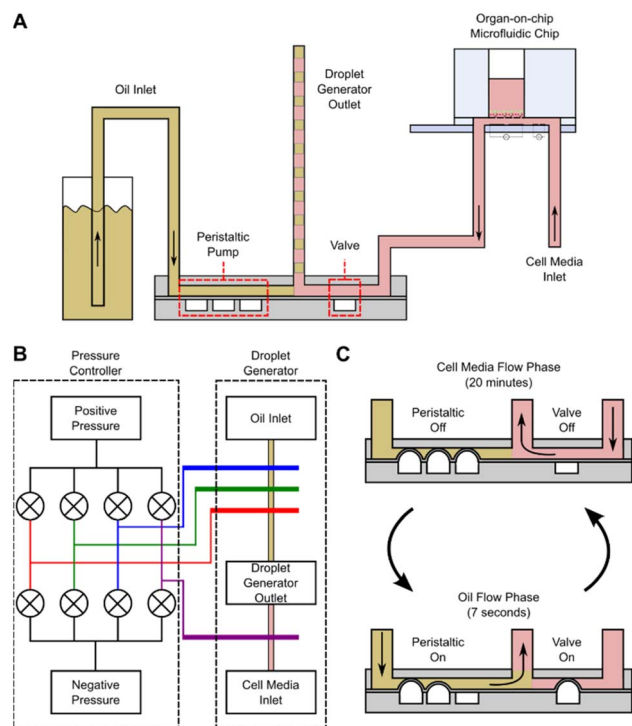 A
Organ-on-chip
Microfluidic Chip
Oil Inlet
Droplet
Generator
Outlet
Peristaltic
Pump
Valve
Cell Media
Inlet
B
Pressure
Controller
Droplet
Generator
Positive
Pressure
Oil Inlet
Droplet
Generator
Outlet
Negative
Pressure
Cell Media
Inlet
C
Cell Media Flow Phase
(20 minutes)
Peristaltic
Off
Valve
Off
Oil Flow Phase
(7 seconds)
Peristaltic
On
Valve
On